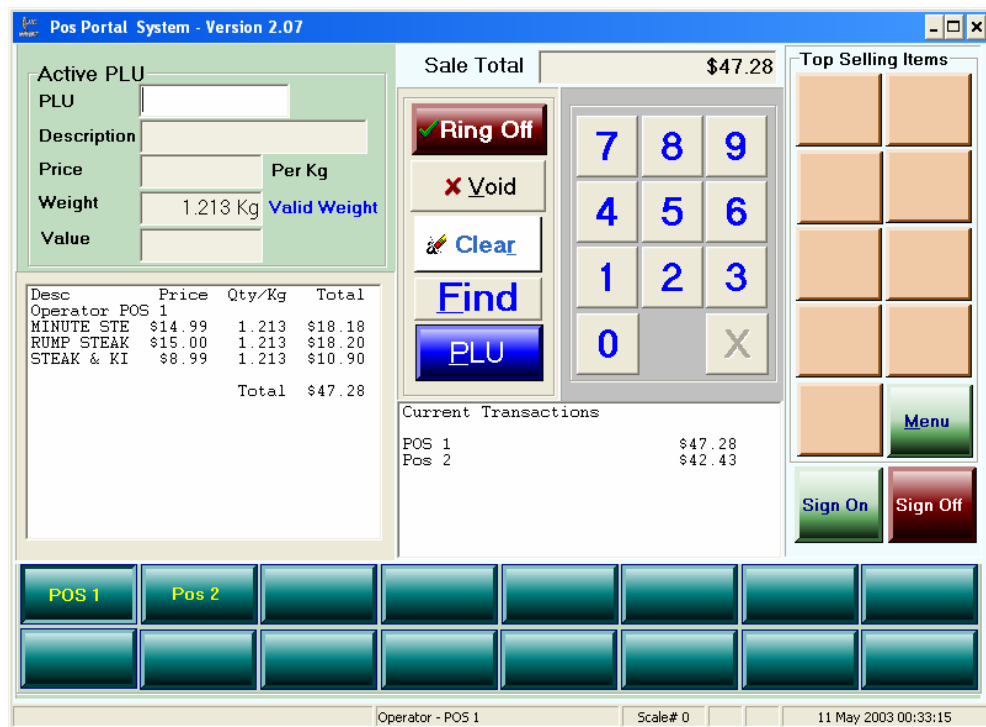 Pos Portal System - Version 2.07
Active PLU
PLU
Description
Price Per Kg
Weight 1.213 Kg Valid Weight
Value
Sale Total $47.28
Ring Off
Void
Clear
Find
PLU
7 8 9
4 5 6
1 2 3
0 X
Top Selling Items
Menu
Sign On Sign Off
Desc Price Qty/Kg Total
Operator POS 1
MINUTE STE $14.99 1.213 $18.18
RUMP STEAK $15.00 1.213 $18.20
STEAK & KI $8.99 1.213 $10.90
Total $47.28
Current Transactions
POS 1 $47.28
Pos 2 $42.43
POS 1 Pos 2
Operator - POS 1 Scale# 0 11 May 2003 00:33:15